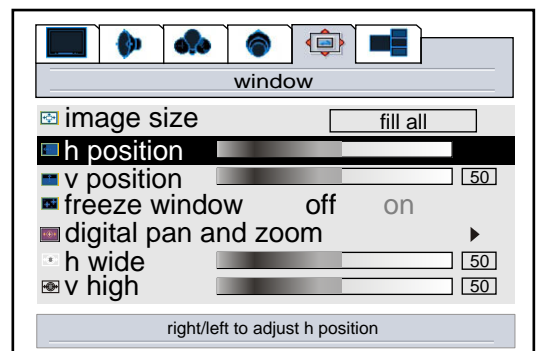 window
image size fill all
h position
v position 50
freeze window off on
digital pan and zoom
h wide 50
v high 50
right/left to adjust h position